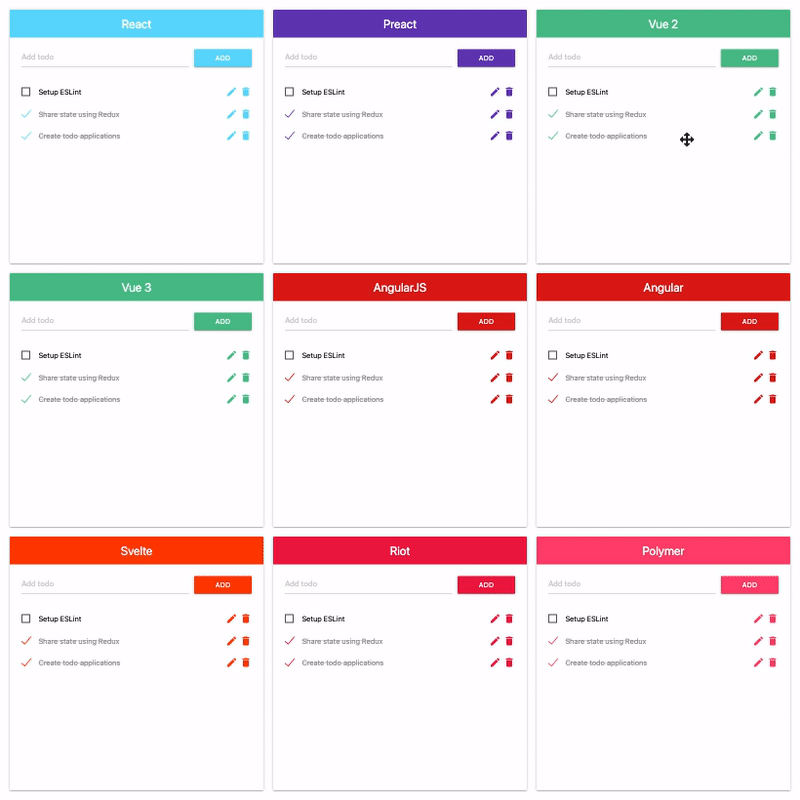 React
Add todo
ADD
Setup ESLint
Share state using Redux
Create todo applications
Preact
Add todo
ADD
Setup ESLint
Share state using Redux
Create todo applications
Vue 2
Add todo
ADD
Setup ESLint
Share state using Redux
Create todo applications
Vue 3
Add todo
ADD
Setup ESLint
Share state using Redux
Create todo applications
AngularJS
Add todo
ADD
Setup ESLint
Share state using Redux
Create todo applications
Angular
Add todo
ADD
Setup ESLint
Share state using Redux
Create todo applications
Svelte
Add todo
ADD
Setup ESLint
Share state using Redux
Create todo applications
Riot
Add todo
ADD
Setup ESLint
Share state using Redux
Create todo applications
Polymer
Add todo
ADD
Setup ESLint
Share state using Redux
Create todo applications